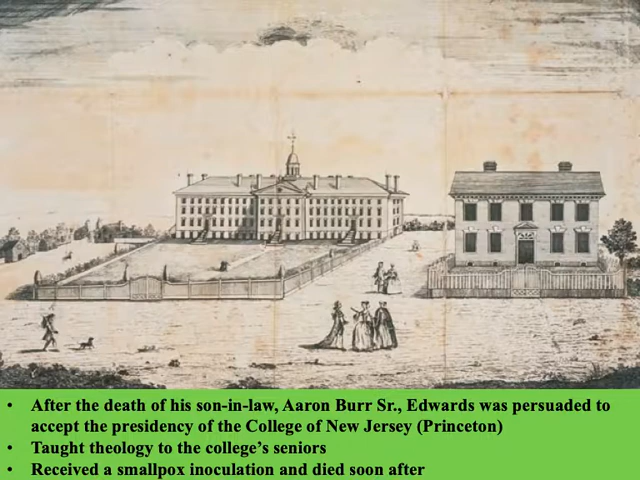 • After the death of his son-in-law, Aaron Burr Sr., Edwards was persuaded to
accept the presidency of the College of New Jersey (Princeton)
• Taught theology to the college’s seniors
• Received a smallpox inoculation and died soon after